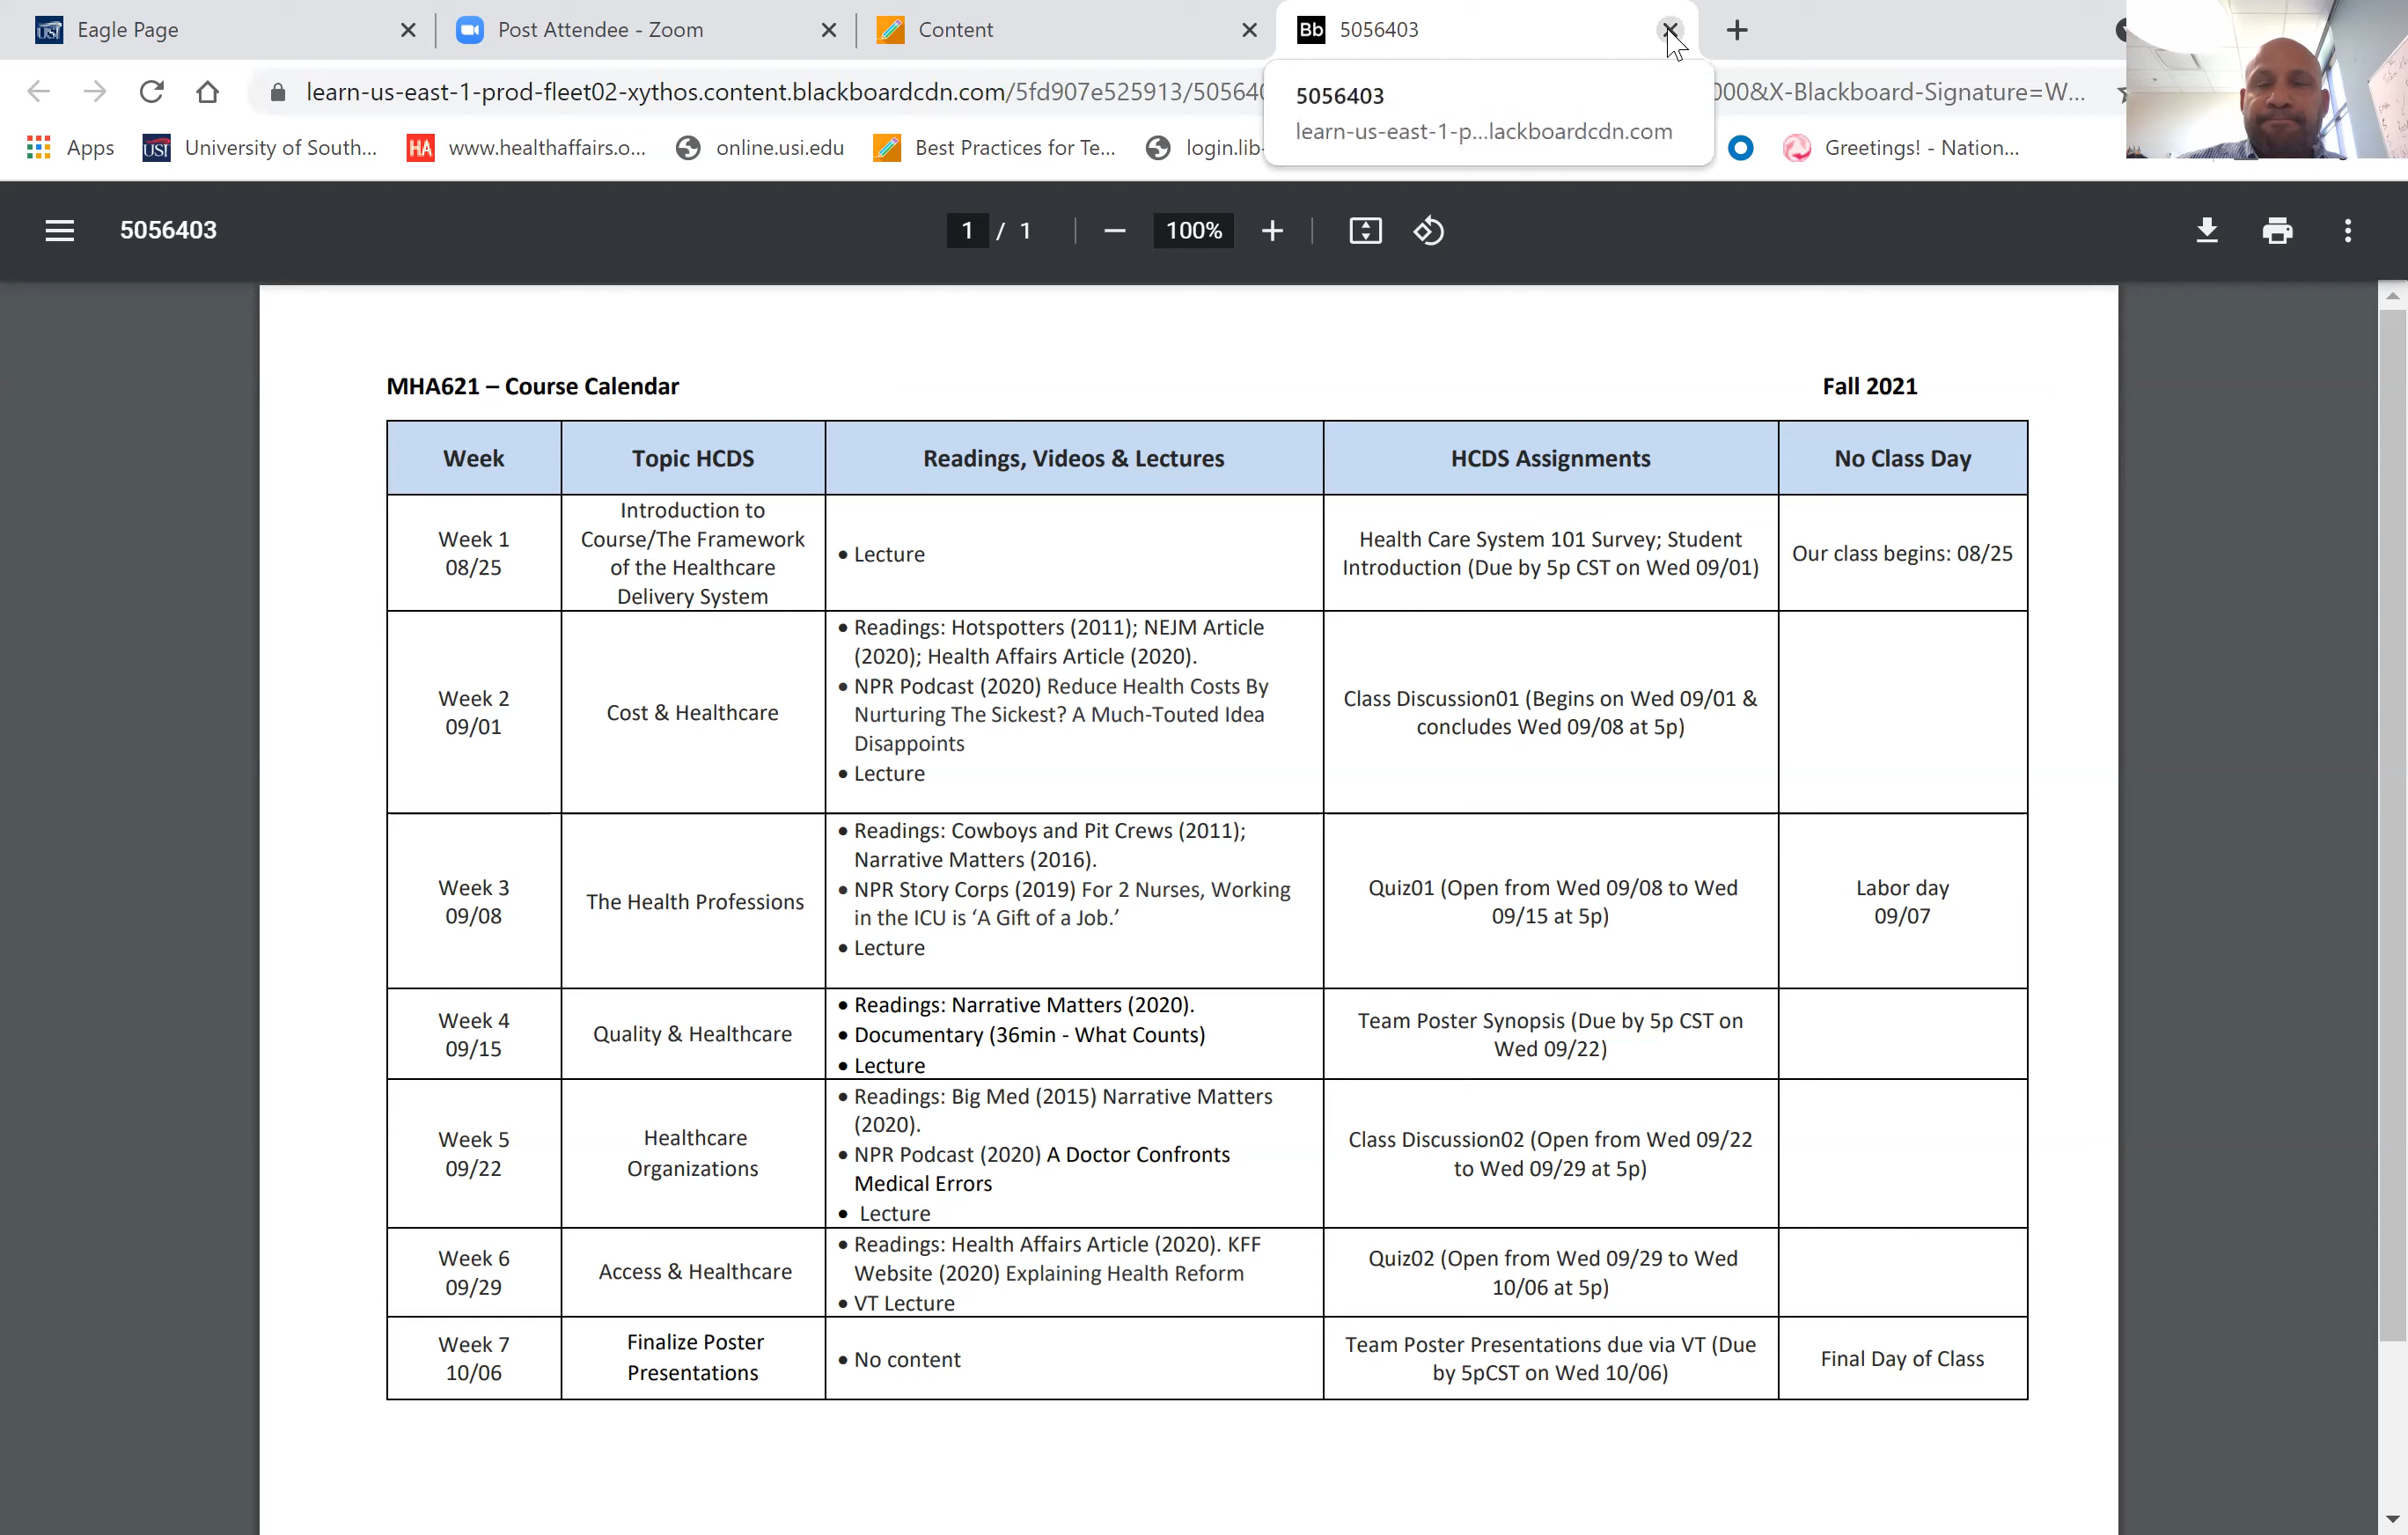 Eagle Page
Post Attendee - Zoom
Content
Bb 5056403
learn-us-east-1-prod-fleet02-xythos.content.blackboardcdn.com/5fd907e525913/50564
000&X-Blackboard-Signature=W...
5056403
learn-us-east-1-p...lackboardcdn.com
Apps
USI University of South...
HA www.healthaffairs.o...
online.usi.edu
Best Practices for Te...
login.lib-
Greetings! - Nation...
5056403
1 / 1
100%
MHA621 – Course Calendar
Fall 2021
Week
Topic HCDS
Readings, Videos & Lectures
HCDS Assignments
No Class Day
Week 1
08/25
Introduction to
Course/The Framework
of the Healthcare
Delivery System
• Lecture
Health Care System 101 Survey; Student
Introduction (Due by 5p CST on Wed 09/01)
Our class begins: 08/25
Week 2
09/01
Cost & Healthcare
• Readings: Hotspotters (2011); NEJM Article
(2020); Health Affairs Article (2020).
• NPR Podcast (2020) Reduce Health Costs By
Nurturing The Sickest? A Much-Touted Idea
Disappoints
• Lecture
Class Discussion01 (Begins on Wed 09/01 &
concludes Wed 09/08 at 5p)
Week 3
09/08
The Health Professions
• Readings: Cowboys and Pit Crews (2011);
Narrative Matters (2016).
• NPR Story Corps (2019) For 2 Nurses, Working
in the ICU is ‘A Gift of a Job.’
• Lecture
Quiz01 (Open from Wed 09/08 to Wed
09/15 at 5p)
Labor day
09/07
Week 4
09/15
Quality & Healthcare
• Readings: Narrative Matters (2020).
• Documentary (36min - What Counts)
• Lecture
Team Poster Synopsis (Due by 5p CST on
Wed 09/22)
Week 5
09/22
Healthcare
Organizations
• Readings: Big Med (2015) Narrative Matters
(2020).
• NPR Podcast (2020) A Doctor Confronts
Medical Errors
• Lecture
Class Discussion02 (Open from Wed 09/22
to Wed 09/29 at 5p)
Week 6
09/29
Access & Healthcare
• Readings: Health Affairs Article (2020). KFF
Website (2020) Explaining Health Reform
• VT Lecture
Quiz02 (Open from Wed 09/29 to Wed
10/06 at 5p)
Week 7
10/06
Finalize Poster
Presentations
• No content
Team Poster Presentations due via VT (Due
by 5pCST on Wed 10/06)
Final Day of Class